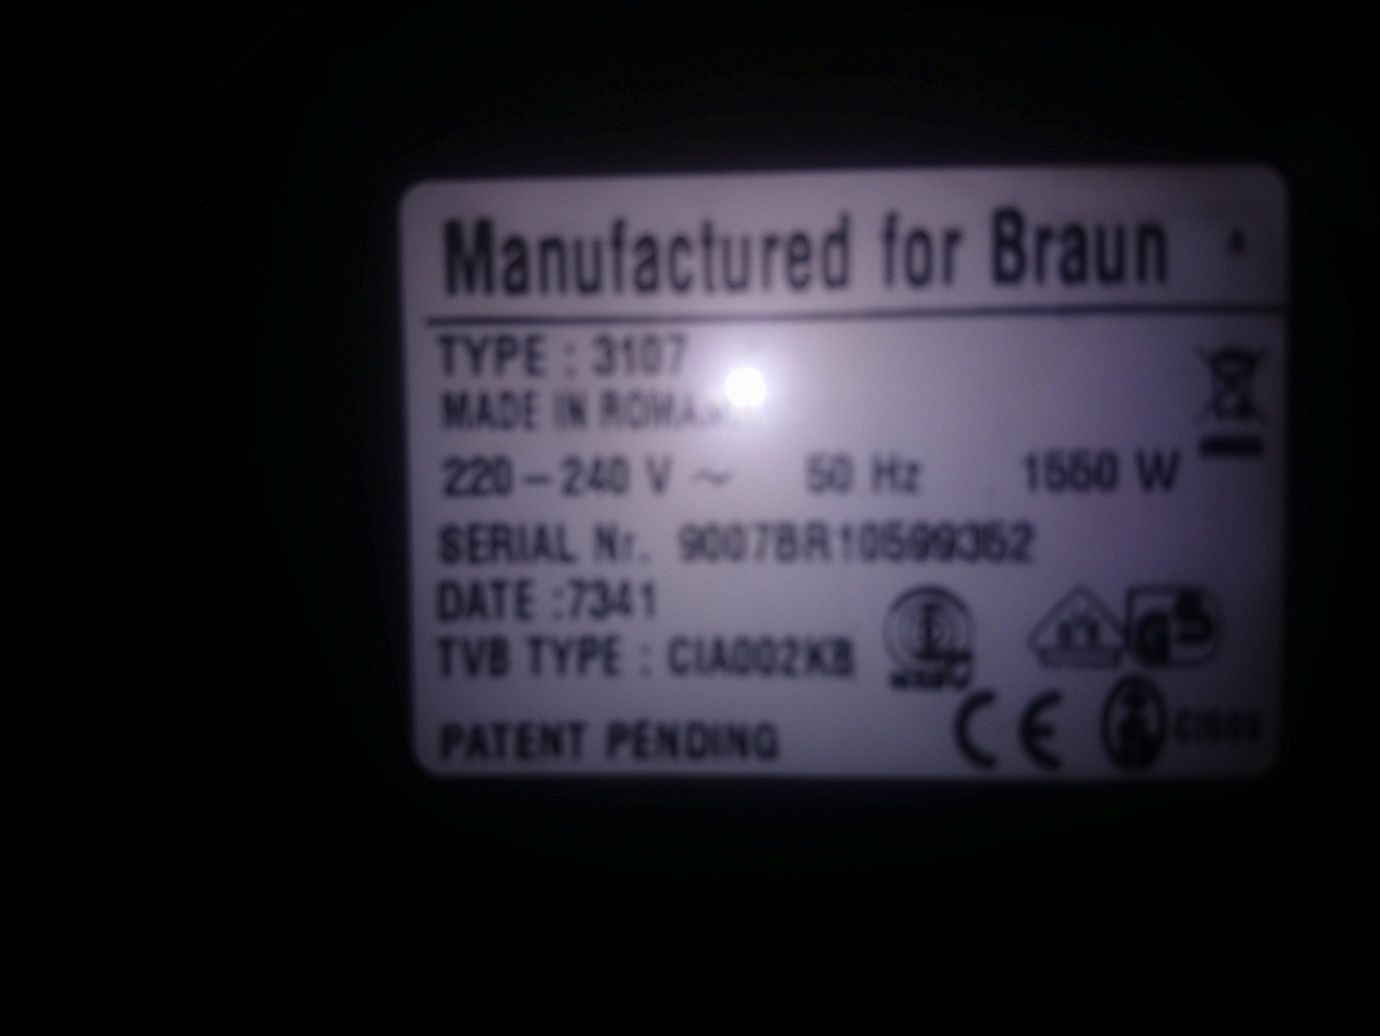 Manufactured for Braun
A
TYPE : 3107
MADE IN
220 – 240 V ~ 50 Hz 1550 W
SERIAL Nr. 9007BR10599352
DATE :7341
TVB TYPE : CIA002KB
GS
PATENT PENDING
CE